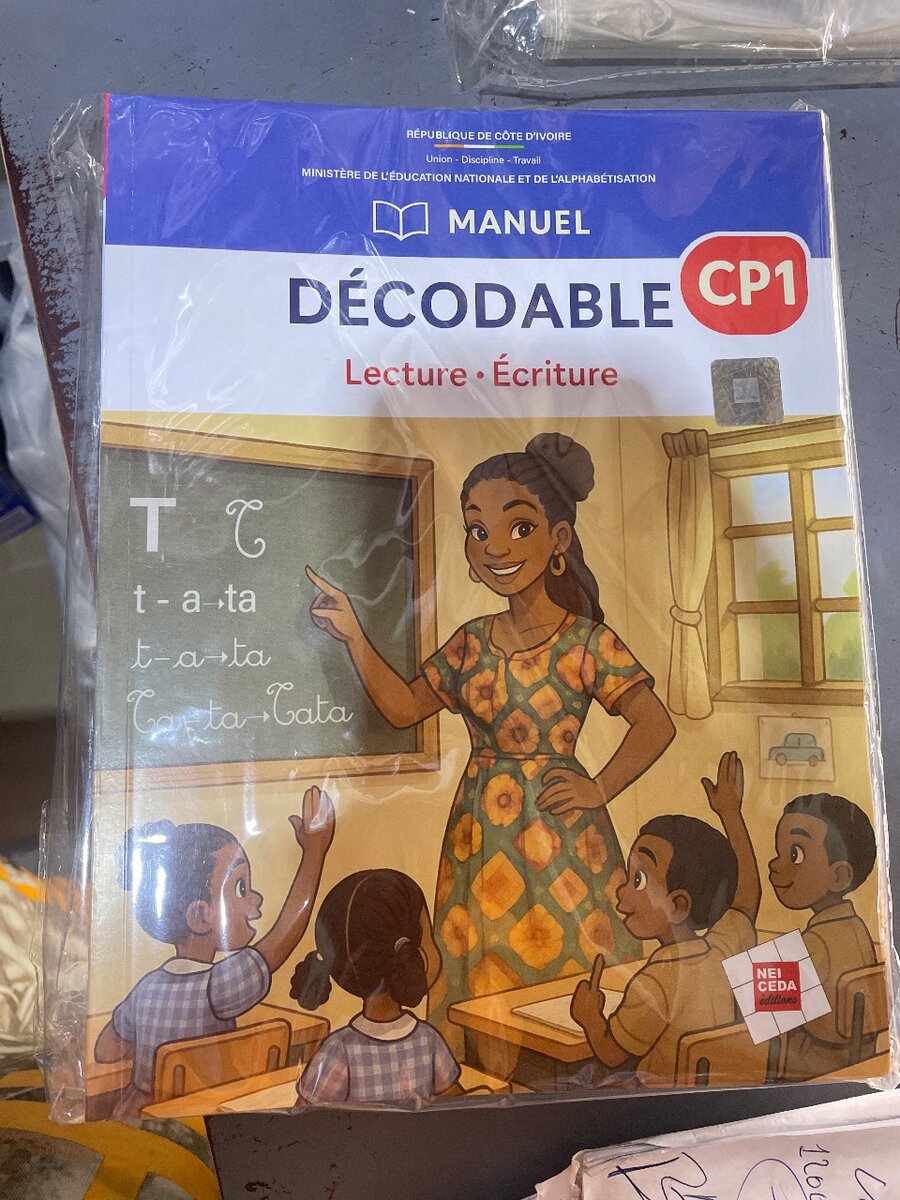 RÉPUBLIQUE DE CÔTE D'IVOIRE
Union - Discipline - Travail
MINISTÈRE DE L'ÉDUCATION NATIONALE ET DE L'ALPHABÉTISATION
MANUEL
DÉCODABLE
CP1
Lecture • Écriture
T T
t - a→ta
t-a→ta
Ta-ta→Tata
NEI
CEDA
éditions